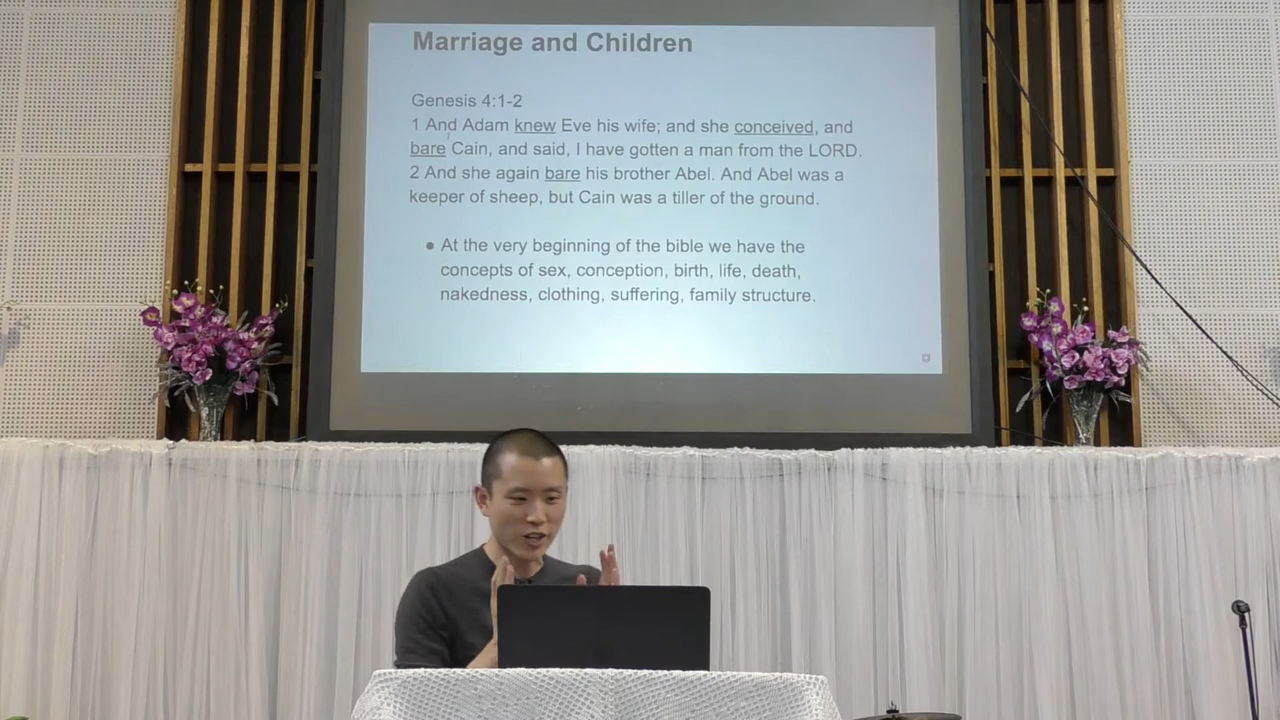 Marriage and Children
Genesis 4:1-2
1 And Adam knew Eve his wife; and she conceived, and
bare Cain, and said, I have gotten a man from the LORD.
2 And she again bare his brother Abel. And Abel was a
keeper of sheep, but Cain was a tiller of the ground.
● At the very beginning of the bible we have the
concepts of sex, conception, birth, life, death,
nakedness, clothing, suffering, family structure.